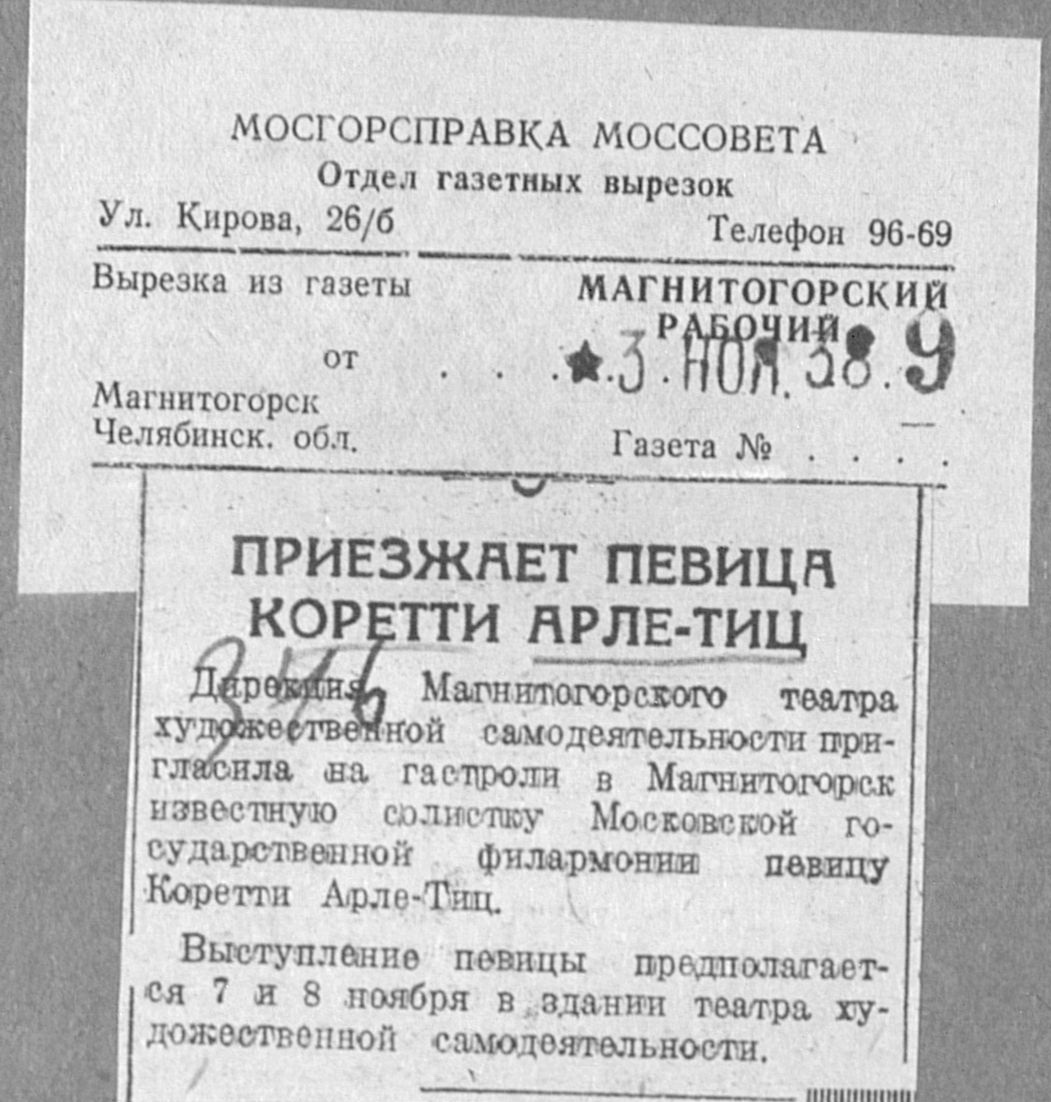 МОСГОРСПРАВКА МОССОВЕТА
Отдел газетных вырезок
Ул. Кирова, 26/б Телефон 96-69
Вырезка из газеты МАГНИТОГОРСКИЙ
РАБОЧИЙ
от . . . ★ 3. НОЯ. 38. 9
Магнитогорск
Челябинск. обл. Газета № . . . .
ПРИЕЗЖАЕТ ПЕВИЦА
КОРЕТТИ АРЛЕ-ТИЦ
346
Дирекция Магнитогорского театра
художественной самодеятельности при-
гласила на гастроли в Магнитогорск
известную солистку Московской го-
сударственной филармонии певицу
Коретти Арле-Тиц.
Выступление певицы предполагает-
ся 7 и 8 ноября в здании театра ху-
дожественной самодеятельности.